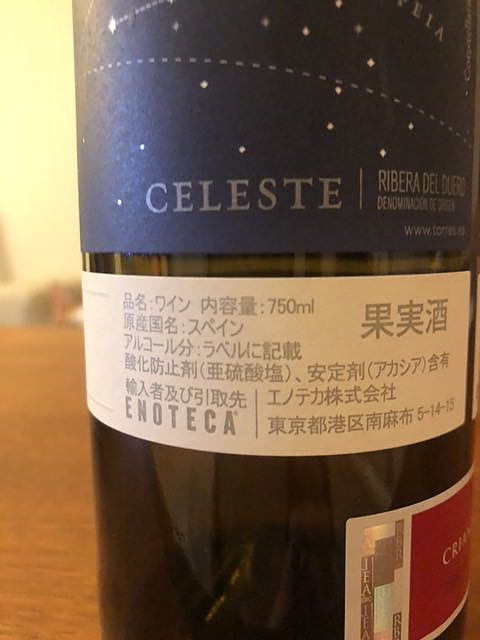 PEIA
CELESTE
RIBERA DEL DUERO
DENOMINACIÓN DE ORIGEN
www.torres.es
品名:ワイン 内容量:750ml
原産国名:スペイン
果実酒
アルコール分:ラベルに記載
酸化防止剤(亜硫酸塩)、安定剤(アカシア)含有
輸入者及び引取先
ENOTECA
エノテカ株式会社
東京都港区南麻布5-14-15